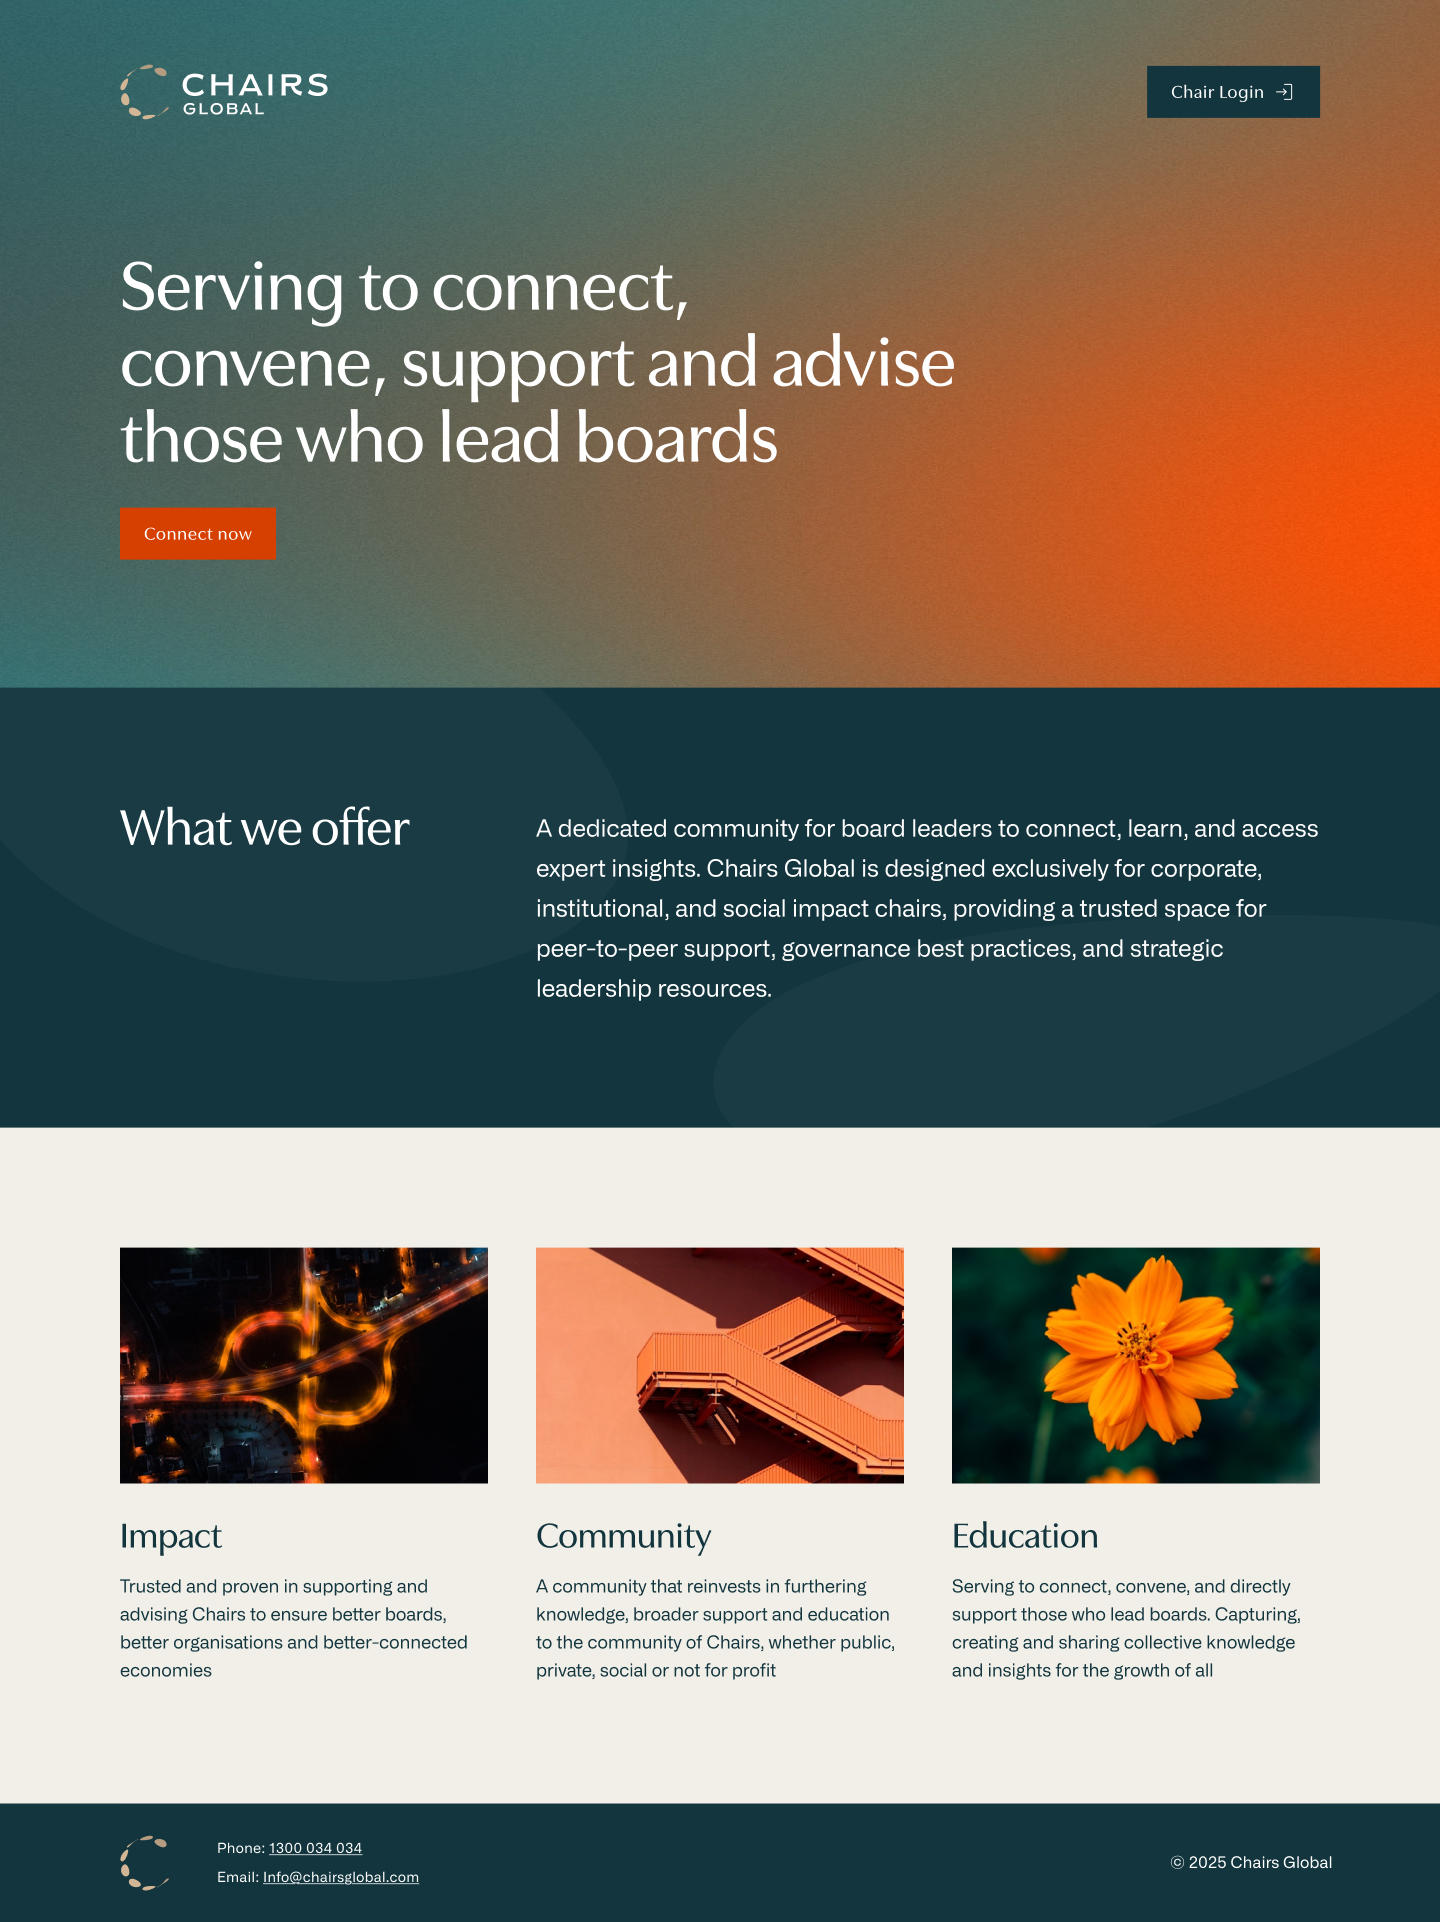 CHAIRS
GLOBAL
Chair Login
Serving to connect,
convene, support and advise
those who lead boards
Connect now
What we offer
A dedicated community for board leaders to connect, learn, and access
expert insights. Chairs Global is designed exclusively for corporate,
institutional, and social impact chairs, providing a trusted space for
peer-to-peer support, governance best practices, and strategic
leadership resources.
Impact
Trusted and proven in supporting and
advising Chairs to ensure better boards,
better organisations and better-connected
economies
Community
A community that reinvests in furthering
knowledge, broader support and education
to the community of Chairs, whether public,
private, social or not for profit
Education
Serving to connect, convene, and directly
support those who lead boards. Capturing,
creating and sharing collective knowledge
and insights for the growth of all
Phone: 1300 034 034
Email: Info@chairsglobal.com
© 2025 Chairs Global